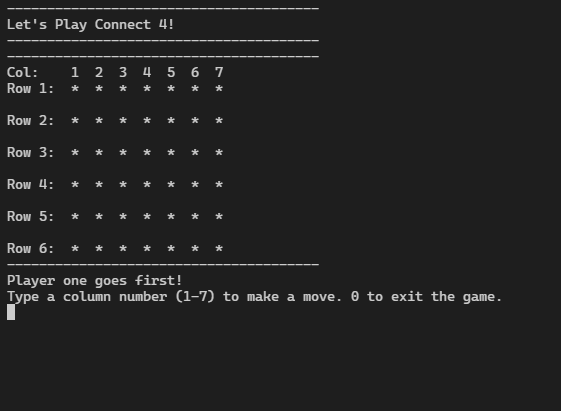 ---------------------------------------
Let's Play Connect 4!
---------------------------------------
---------------------------------------
Col:    1  2  3  4  5  6  7
Row 1:  *  *  *  *  *  *  *
Row 2:  *  *  *  *  *  *  *
Row 3:  *  *  *  *  *  *  *
Row 4:  *  *  *  *  *  *  *
Row 5:  *  *  *  *  *  *  *
Row 6:  *  *  *  *  *  *  *
---------------------------------------
Player one goes first!
Type a column number (1-7) to make a move. 0 to exit the game.